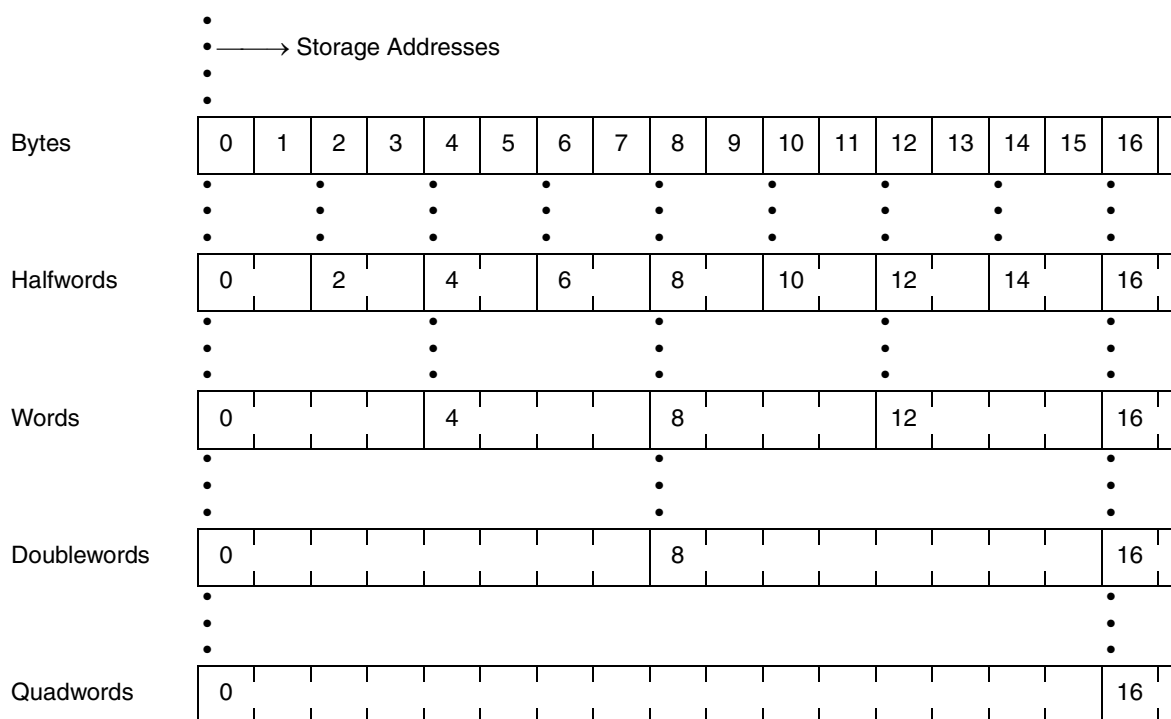 Storage Addresses
Bytes 0 1 2 3 4 5 6 7 8 9 10 11 12 13 14 15 16
Halfwords 0 2 4 6 8 10 12 14 16
Words 0 4 8 12 16
Doublewords 0 8 16
Quadwords 0 16